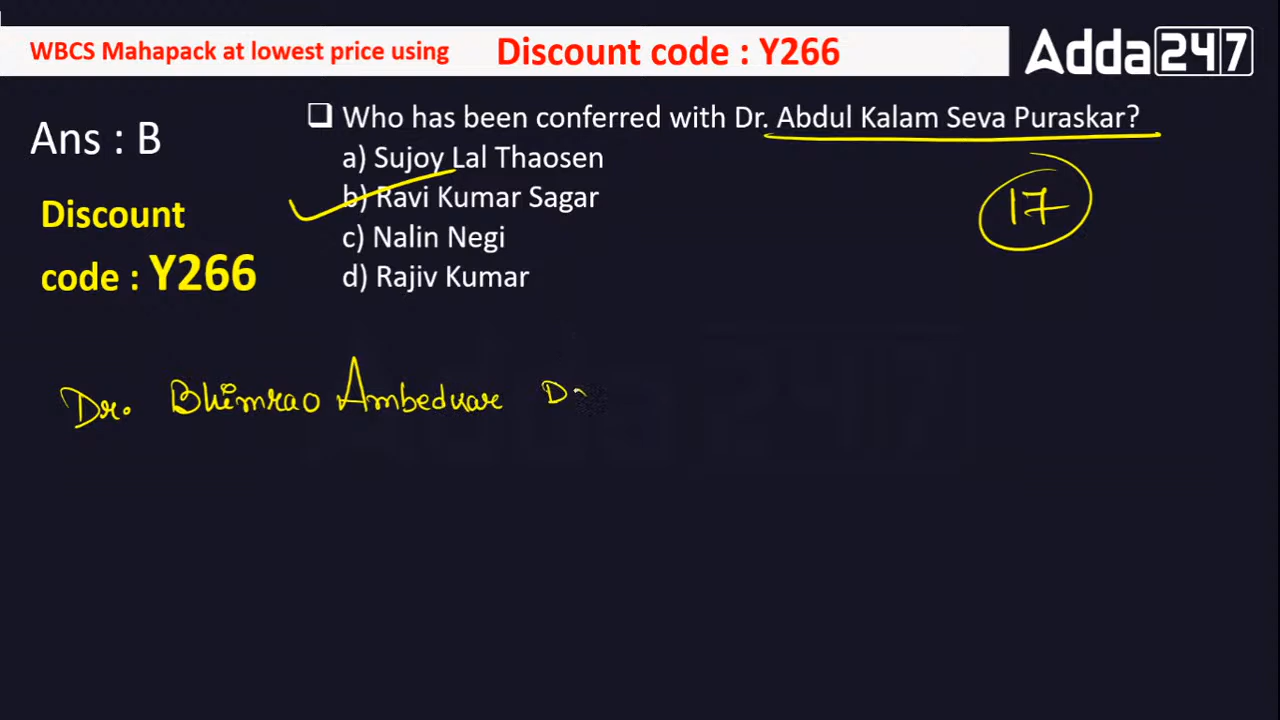 WBCS Mahapack at lowest price using Discount code : Y266
Adda247
Ans : B
❑ Who has been conferred with Dr. Abdul Kalam Seva Puraskar?
a) Sujoy Lal Thaosen
b) Ravi Kumar Sagar
c) Nalin Negi
d) Rajiv Kumar
17
Discount
code : Y266
Dr. Bhimrao Ambedkar D